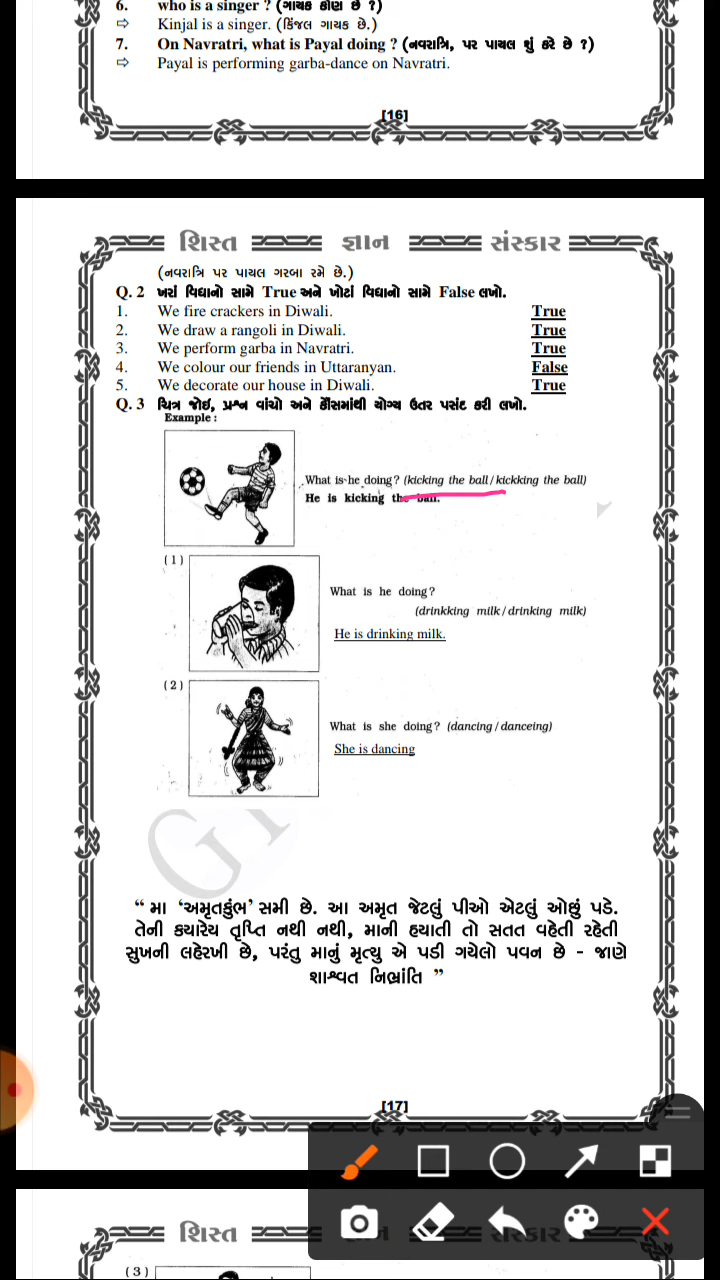 6. who is a singer ? (ગાયક કોણ છે ?)
⇨ Kinjal is a singer. (કિંજલ ગાયક છે.)
7. On Navratri, what is Payal doing ? (નવરાત્રિ, પર પાયલ શું કરે છે ?)
⇨ Payal is performing garba-dance on Navratri.
[16]
શિસ્ત જ્ઞાન સંસ્કાર
(નવરાત્રિ પર પાયલ ગરબા રમે છે.)
Q. 2 ખરાં વિધાનો સામે True અને ખોટાં વિધાનો સામે False લખો.
1. We fire crackers in Diwali. True
2. We draw a rangoli in Diwali. True
3. We perform garba in Navratri. True
4. We colour our friends in Uttaranyan. False
5. We decorate our house in Diwali. True
Q. 3 ચિત્ર જોઇ, પ્રશ્ન વાંચો અને કૌંસમાંથી યોગ્ય ઉતર પસંટ કરી લખો.
Example :
What is he doing? (kicking the ball / kickking the ball)
He is kicking the ball.
(1)
What is he doing?
(drinkking milk / drinking milk)
He is drinking milk.
(2)
What is she doing? (dancing / danceing)
She is dancing
“ મા ‘અમૃતકુંભ’ સમી છે. આ અમૃત જેટલું પીઓ એટલું ઓછું પડે.
તેની ક્યારેય તૃપ્તિ નથી નથી, માની હયાતી તો સતત વહેતી રહેતી
સુખની લહેરખી છે, પરંતુ માનું મૃત્યુ એ પડી ગયેલો પવન છે - જાણે
શાશ્વત નિભ્રાંતિ ”
[17]
શિસ્ત સંસ્કાર
(3)